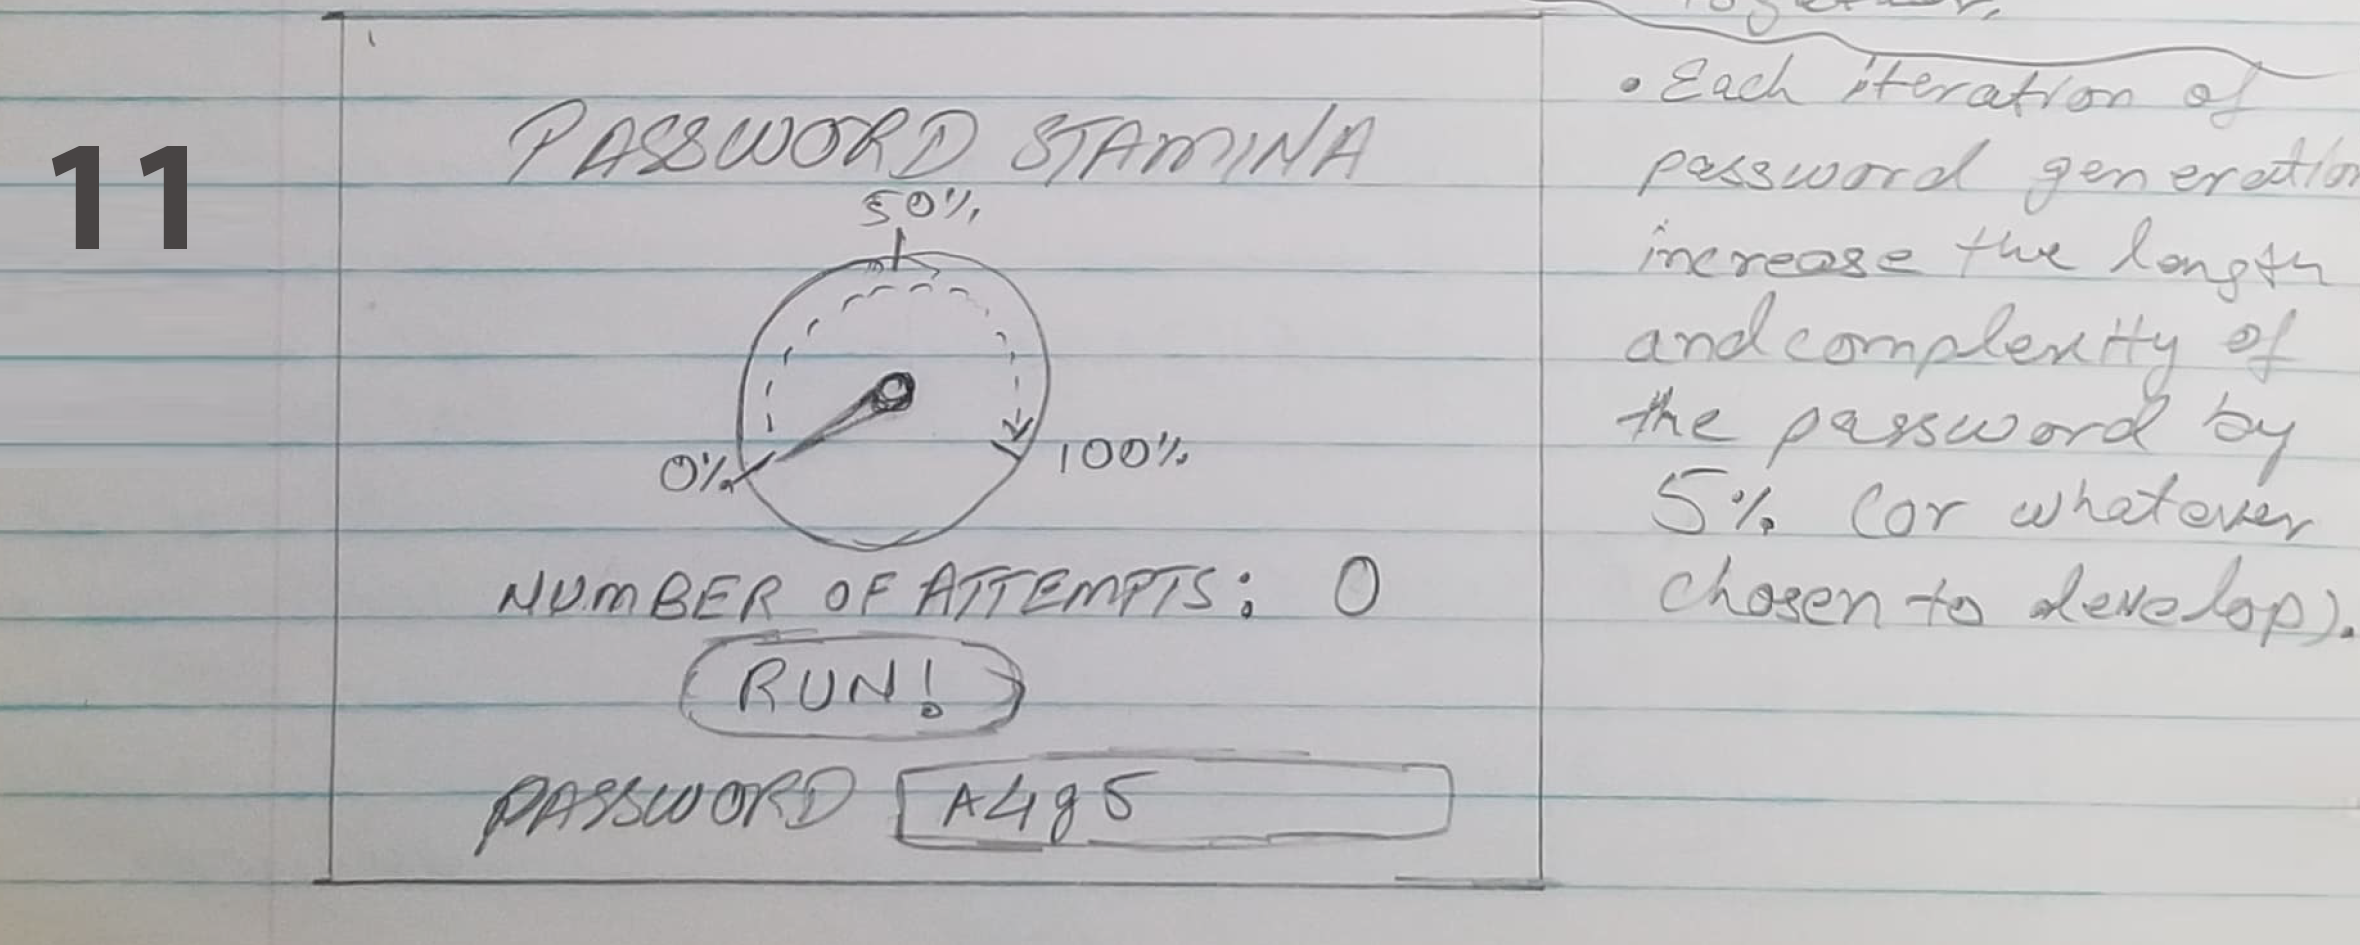 together.
11
PASSWORD STAMINA
50%
0%
100%
NUMBER OF ATTEMPTS: 0
RUN!
PASSWORD A4g5
• Each iteration of
password generation
increase the length
and complexity of
the password by
5% (or whatever
chosen to develop).